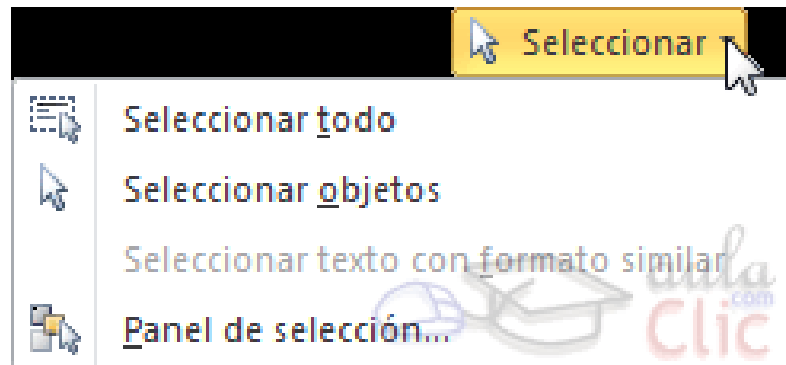 Seleccionar
Seleccionar todo
Seleccionar objetos
Seleccionar texto con formato similar
Panel de selección...
aula
.com
Clic